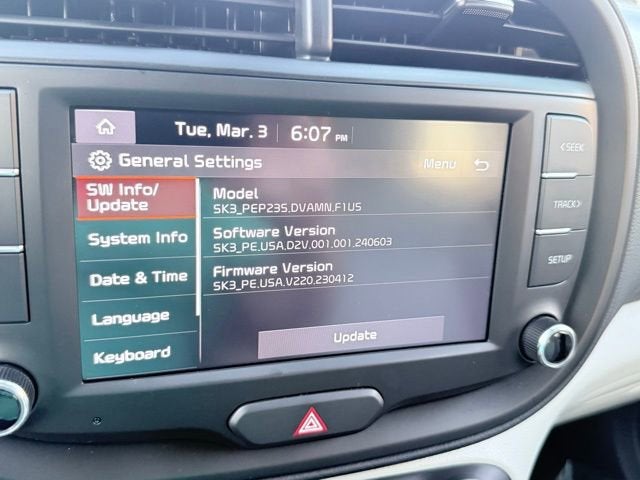 Tue, Mar. 3 6:07 PM
General Settings Menu
SW Info/
Update
System Info
Date & Time
Language
Keyboard
Model
SK3_PEP235.DVAMN.F1US
Software Version
SK3_PE.USA.D2V.001.001.240603
Firmware Version
SK3_PE.USA.V220.230412
Update
< SEEK
TRACK >
SETUP